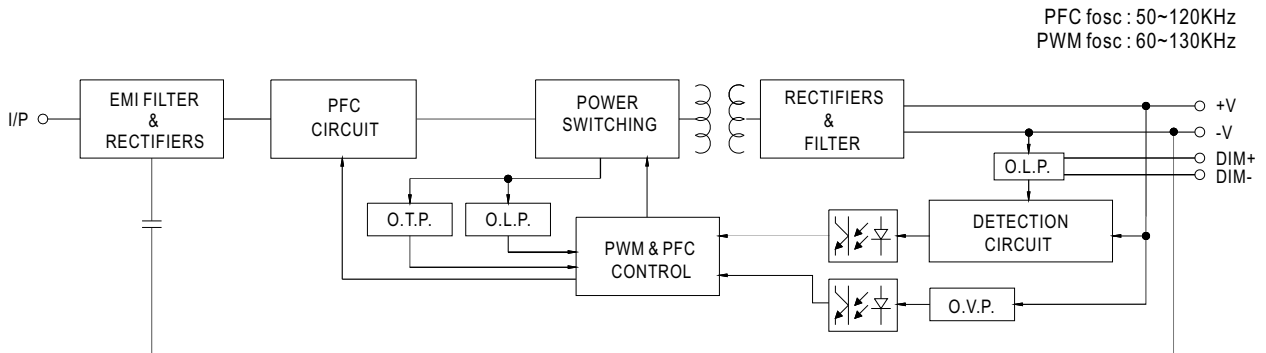 PFC fosc : 50~120KHz
PWM fosc : 60~130KHz
I/P
EMI FILTER
&
RECTIFIERS
PFC
CIRCUIT
POWER
SWITCHING
RECTIFIERS
&
FILTER
+V
-V
DIM+
DIM-
O.L.P.
O.T.P.
O.L.P.
PWM & PFC
CONTROL
DETECTION
CIRCUIT
O.V.P.